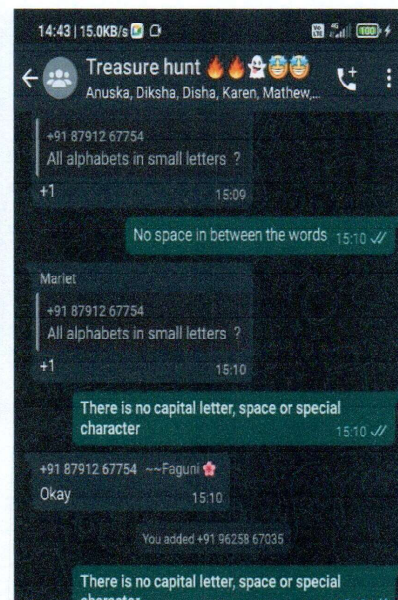 14:43 | 15.0KB/s
100
Treasure hunt 🔥🔥👻🤩🤩
Anuska, Diksha, Disha, Karen, Mathew,...
+91 87912 67754
All alphabets in small letters ?
+1 15:09
No space in between the words 15:10
Marlet
+91 87912 67754
All alphabets in small letters ?
+1 15:10
There is no capital letter, space or special
character 15:10
+91 87912 67754 ~~Faguni 🌸
Okay 15:10
You added +91 96258 67035
There is no capital letter, space or special